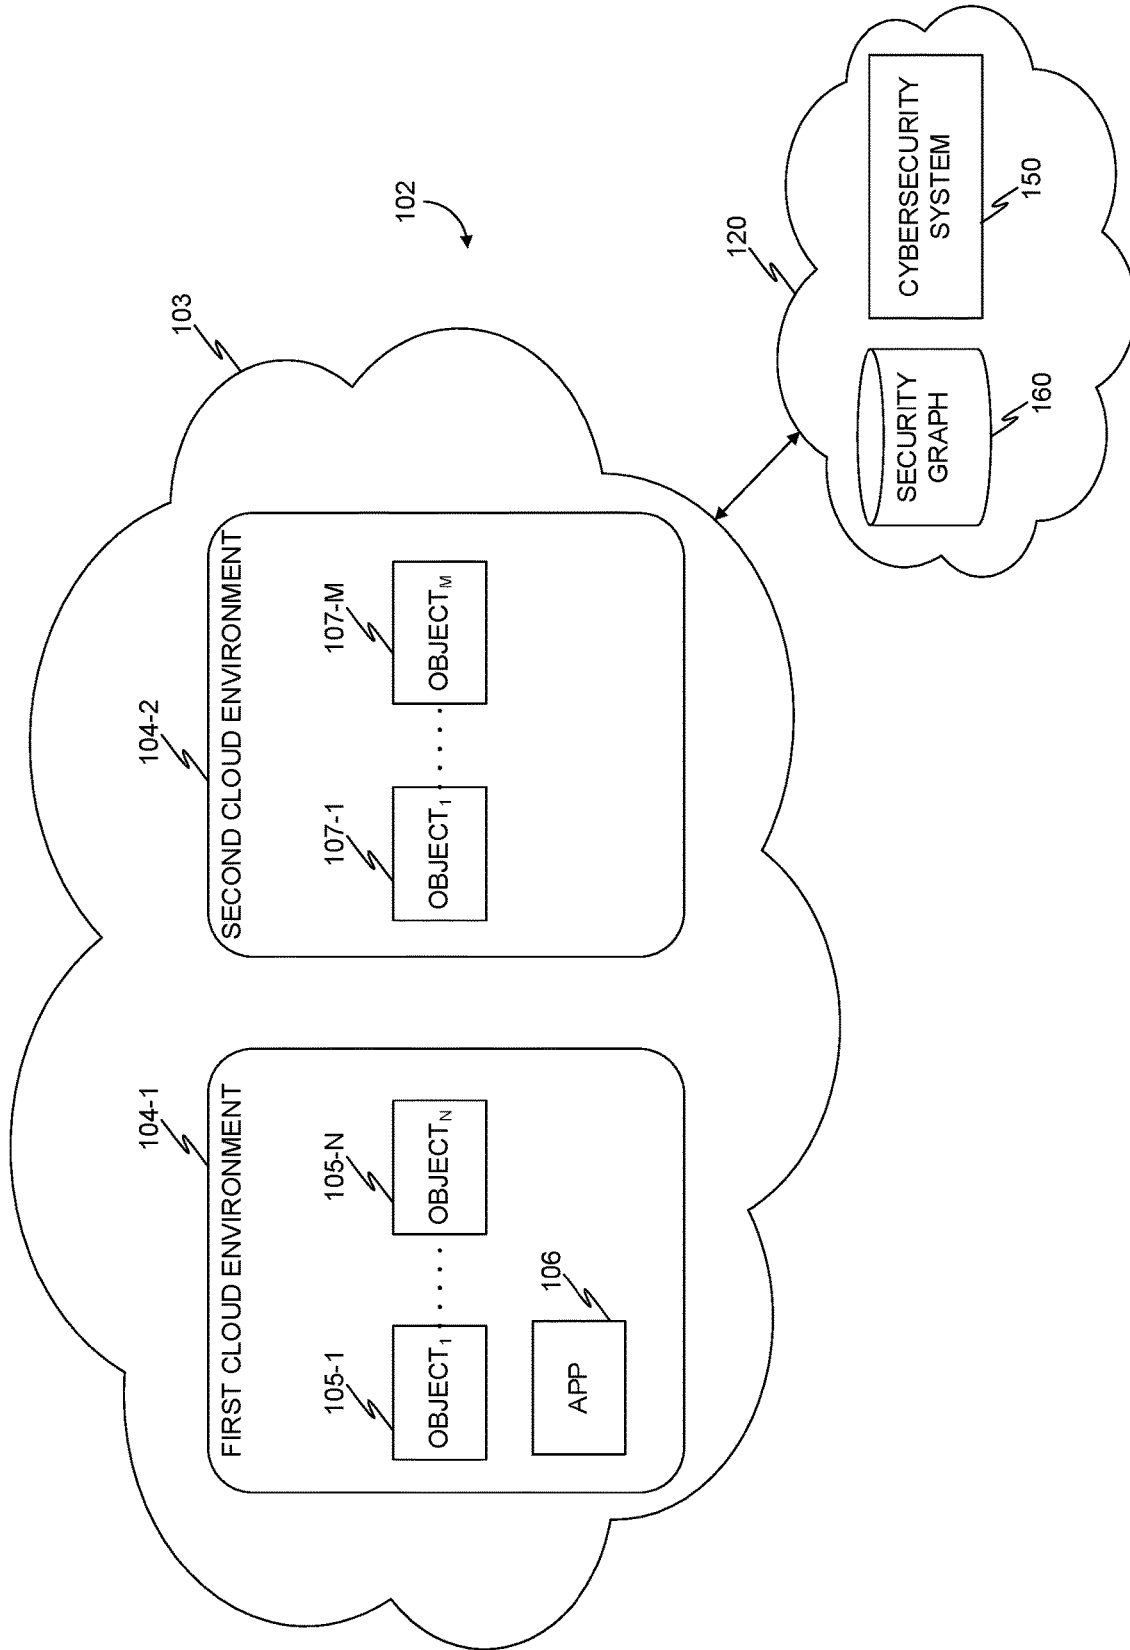 102
103
104-1
FIRST CLOUD ENVIRONMENT
105-1
OBJECT1
.....
105-N
OBJECTN
106
APP
104-2
SECOND CLOUD ENVIRONMENT
107-1
OBJECT1
.....
107-M
OBJECTM
120
SECURITY
GRAPH
160
CYBERSECURITY
SYSTEM
150